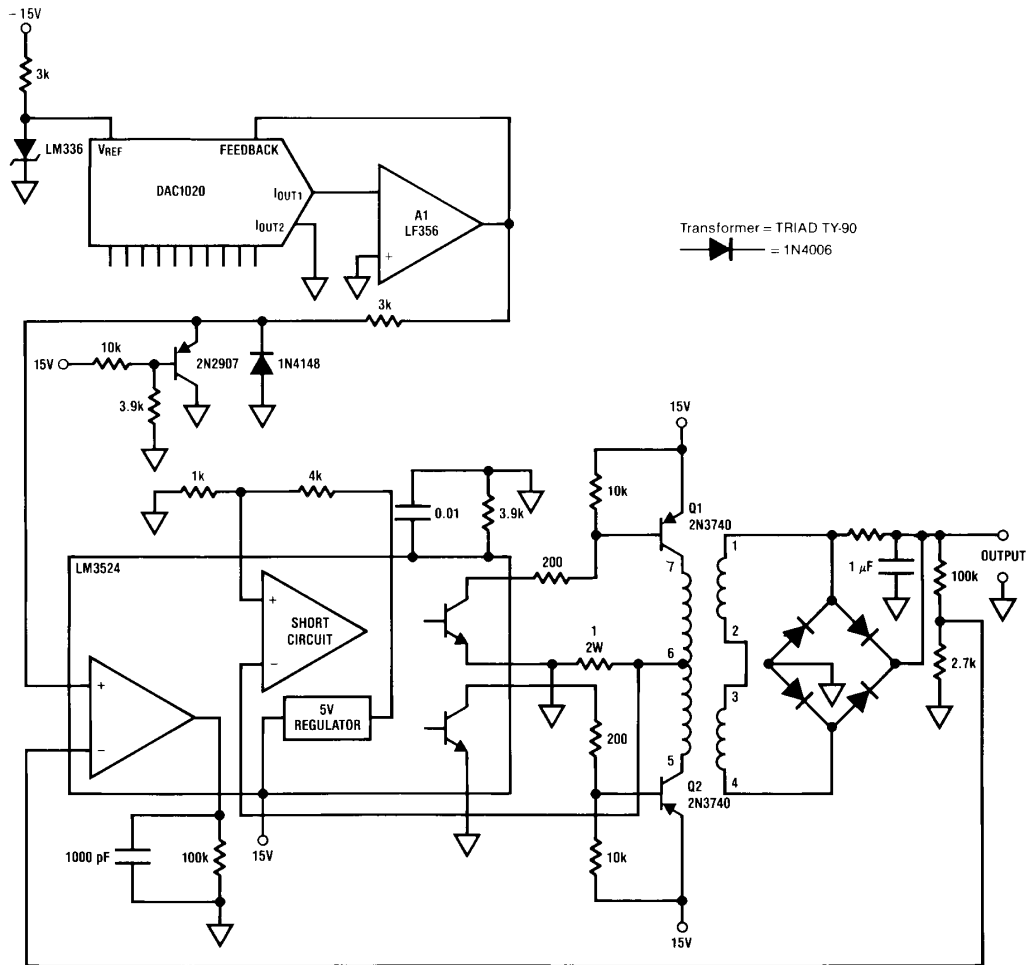 - 15V
3k
LM336
VREF
FEEDBACK
DAC1020
IOUT1
IOUT2
A1
LF356
+
Transformer = TRIAD TY-90
= 1N4006
3k
15V
10k
2N2907
1N4148
3.9k
1k
4k
0.01
3.9k
15V
10k
Q1
2N3740
LM3524
+
SHORT
CIRCUIT
-
200
7
1
1 μF
OUTPUT
100k
1
2W
6
2
3
2.7k
+
-
5V
REGULATOR
200
5
4
Q2
2N3740
1000 pF
100k
15V
10k
15V